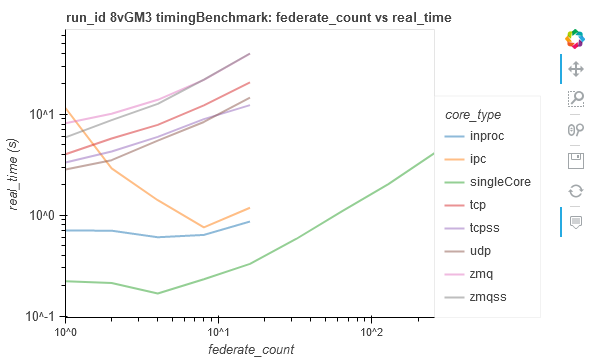 run_id 8vGM3 timingBenchmark: federate_count vs real_time
real_time (s)
10^1
10^0
10^-1
10^0
10^1
10^2
federate_count
core_type
inproc
ipc
singleCore
tcp
tcpss
udp
zmq
zmqss